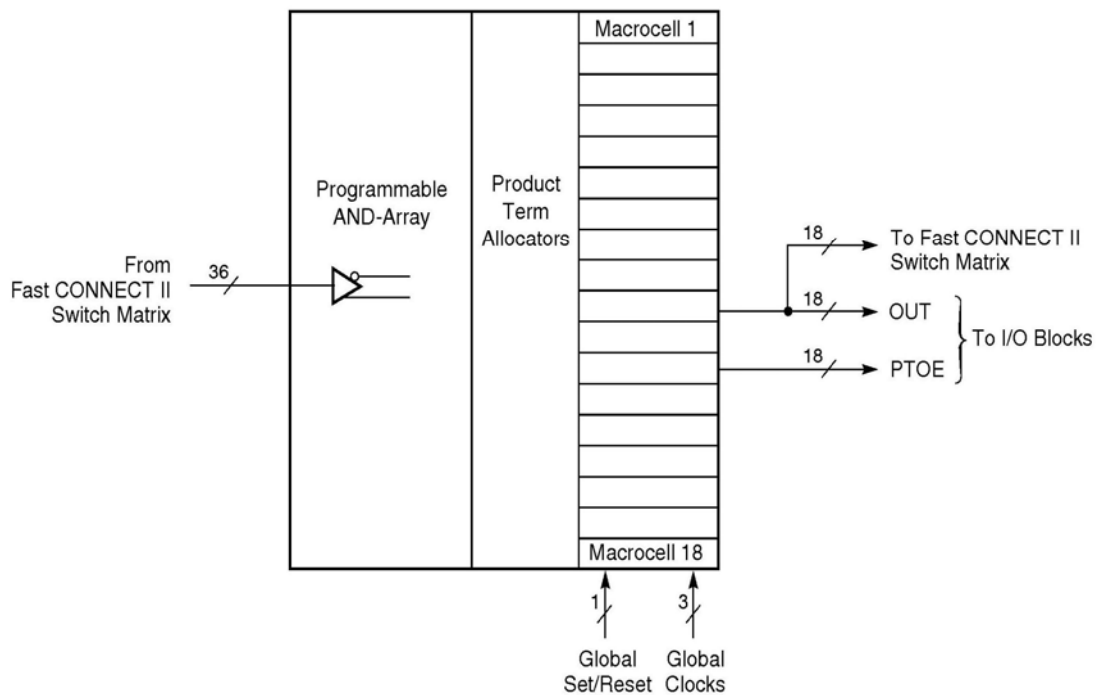 Macrocell 1
Programmable
AND-Array
Product
Term
Allocators
From
Fast CONNECT II
Switch Matrix
36
18
To Fast CONNECT II
Switch Matrix
18
OUT
To I/O Blocks
18
PTOE
Macrocell 18
1
3
Global
Set/Reset
Global
Clocks